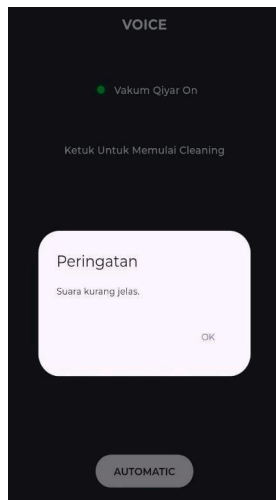 VOICE
Vakum Qiyar On
Ketuk Untuk Memulai Cleaning
Peringatan
Suara kurang jelas.
OK
AUTOMATIC